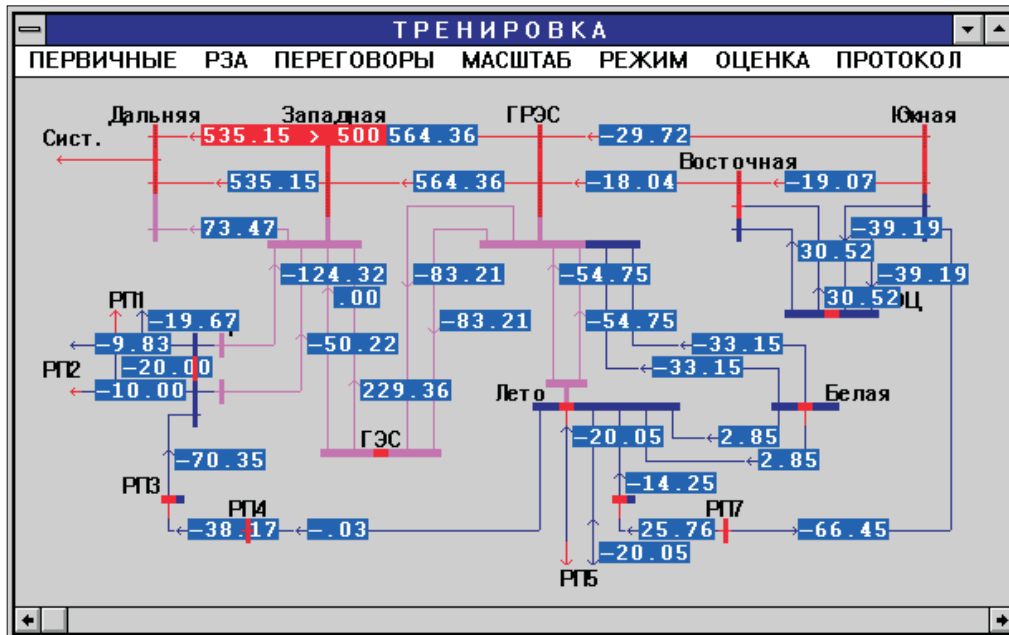 ТРЕНИРОВКА
ПЕРВИЧНЫЕ РЗА ПЕРЕГОВОРЫ МАСШТАБ РЕЖИМ ОЦЕНКА ПРОТОКОЛ
Дальняя Западная ГРЭС Южная
Сист. 535.15 > 500 564.36 -29.72
Восточная
535.15 564.36 -18.04 -19.07
73.47 -39.19
30.52
-124.32 -83.21 -54.75 -39.19
РП1 .00 30.52
-19.67 -83.21 -54.75
-9.83 -50.22 -33.15
РП2 -20.00 -33.15
-10.00 229.36 Лето Белая
ГЭС -20.05 2.85
-70.35 2.85
РП3 -14.25
РП4 РП7
-38.17 -.03 25.76 -66.45
-20.05
РП5